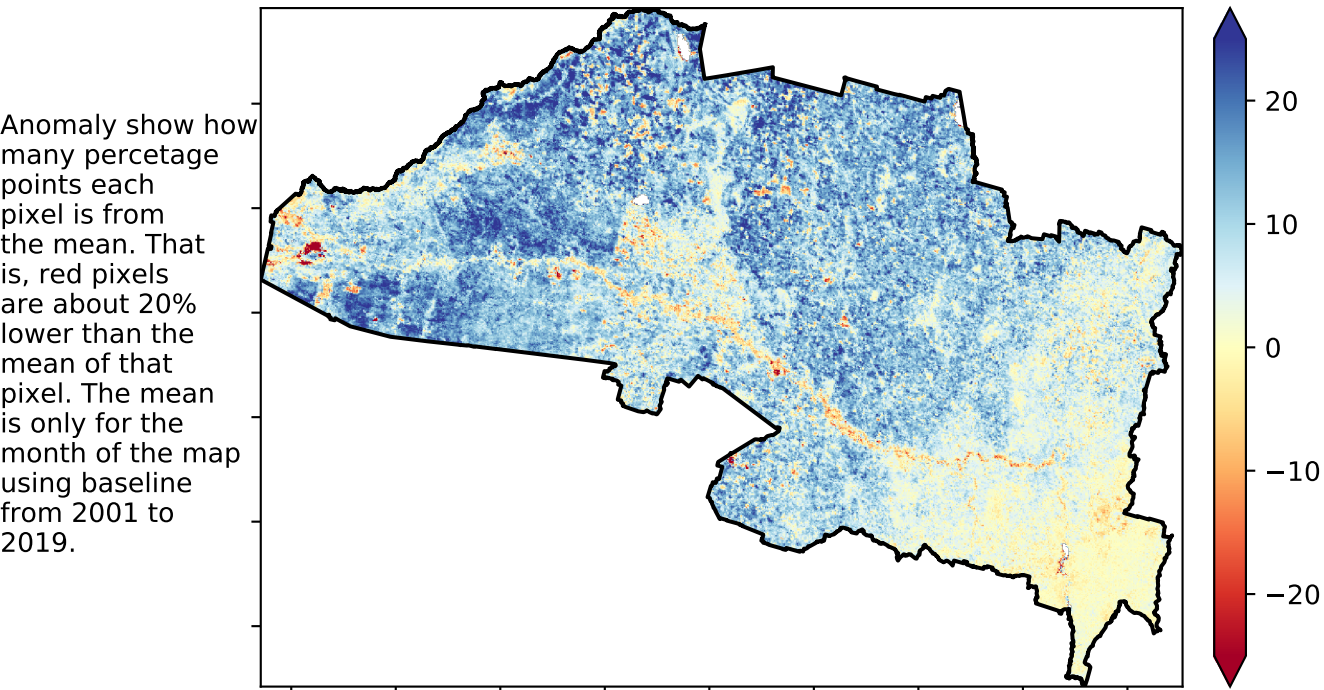 Anomaly show how
many percetage
points each
pixel is from
the mean. That
is, red pixels
are about 20%
lower than the
mean of that
pixel. The mean
is only for the
month of the map
using baseline
from 2001 to
2019.
20
10
0
−10
−20